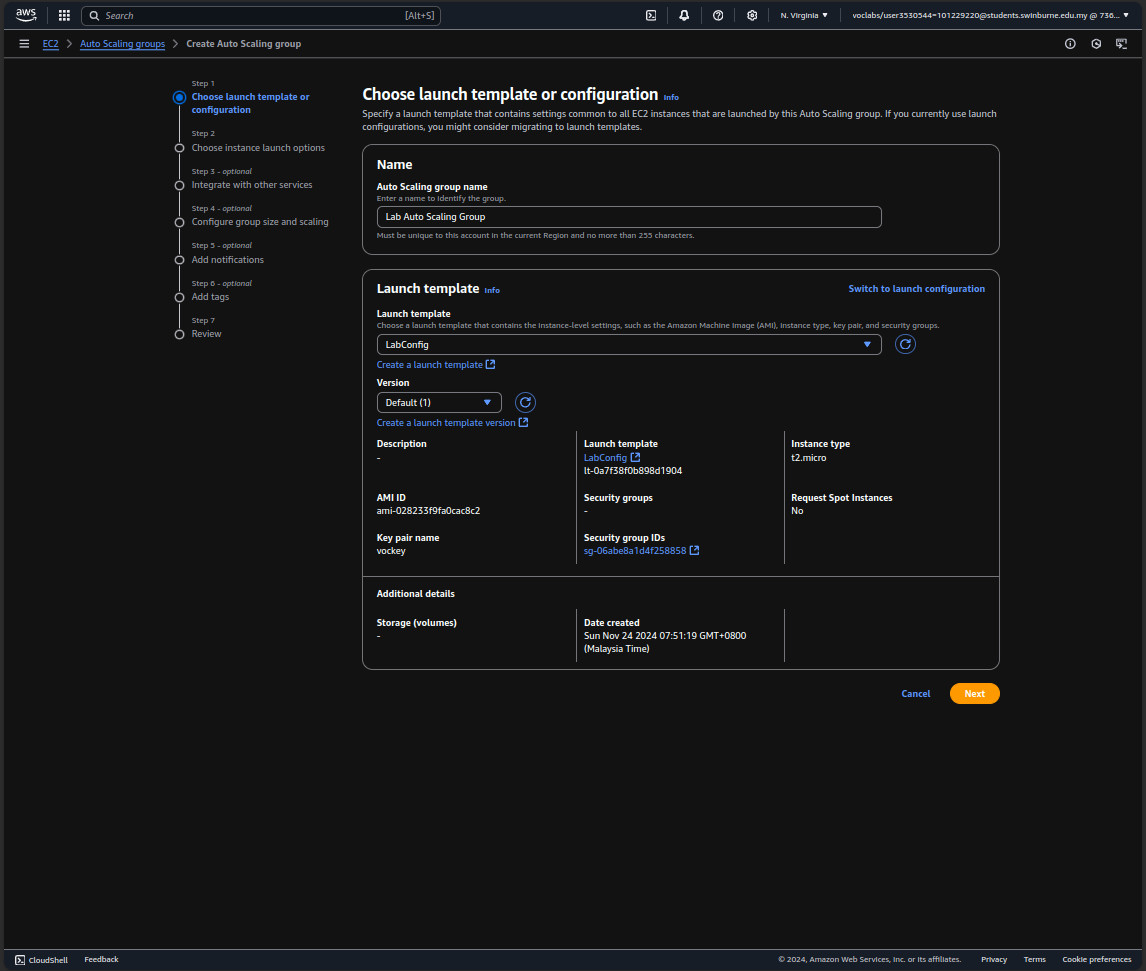 aws
Search
[Alt+S]
N. Virginia
voclabs/user3530544=101229220@students.swinburne.edu.my @ 736...
EC2
Auto Scaling groups
Create Auto Scaling group
Step 1
Choose launch template or
configuration
Step 2
Choose instance launch options
Step 3 - optional
Integrate with other services
Step 4 - optional
Configure group size and scaling
Step 5 - optional
Add notifications
Step 6 - optional
Add tags
Step 7
Review
Choose launch template or configuration Info
Specify a launch template that contains settings common to all EC2 instances that are launched by this Auto Scaling group. If you currently use launch
configurations, you might consider migrating to launch templates.
Name
Auto Scaling group name
Enter a name to identify the group.
Lab Auto Scaling Group
Must be unique to this account in the current Region and no more than 255 characters.
Launch template Info
Switch to launch configuration
Launch template
Choose a launch template that contains the instance-level settings, such as the Amazon Machine Image (AMI), instance type, key pair, and security groups.
LabConfig
Create a launch template
Version
Default (1)
Create a launch template version
Description
-
Launch template
LabConfig
lt-0a7f38f0b898d1904
Instance type
t2.micro
AMI ID
ami-028233f9fa0cac8c2
Security groups
-
Request Spot Instances
No
Key pair name
vockey
Security group IDs
sg-06abe8a1d4f258858
Additional details
Storage (volumes)
-
Date created
Sun Nov 24 2024 07:51:19 GMT+0800
(Malaysia Time)
Cancel
Next
CloudShell
Feedback
© 2024, Amazon Web Services, Inc. or its affiliates.
Privacy
Terms
Cookie preferences